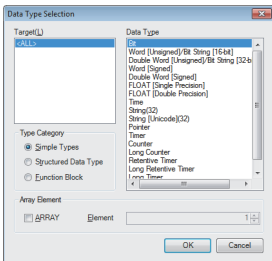 Data Type Selection
Target(L)
<ALL>
Data Type
Bit
Word [Unsigned]/Bit String [16-bit]
Double Word [Unsigned]/Bit String [32-b
Word [Signed]
Double Word [Signed]
FLOAT [Single Precision]
FLOAT [Double Precision]
Time
String(32)
String [Unicode](32)
Pointer
Timer
Counter
Long Counter
Retentive Timer
Long Retentive Timer
Long Timer
Type Category
Simple Types
Structured Data Type
Function Block
Array Element
ARRAY
Element
1
OK
Cancel